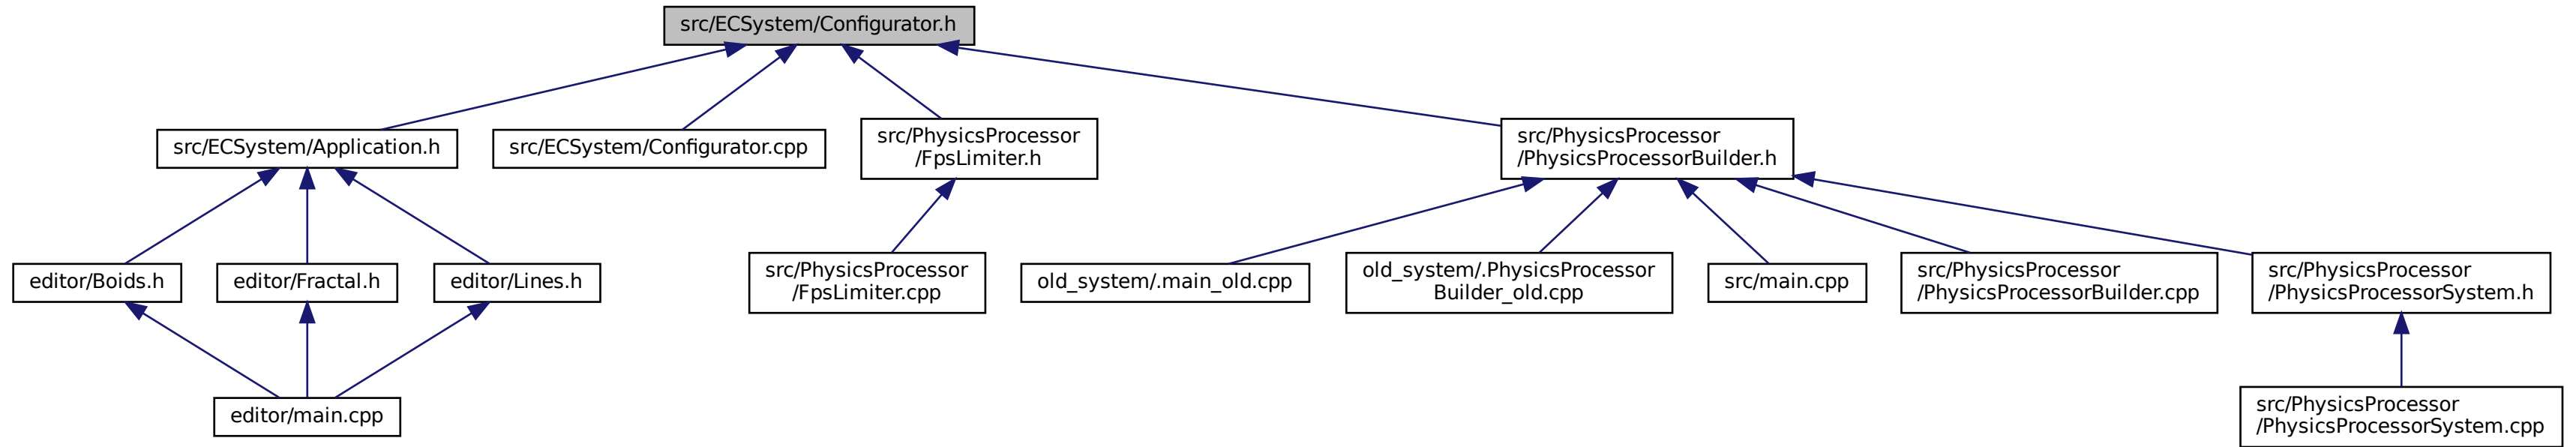 src/ECSystem/Configurator.h
src/ECSystem/Application.h
src/ECSystem/Configurator.cpp
src/PhysicsProcessor
/FpsLimiter.h
src/PhysicsProcessor
/PhysicsProcessorBuilder.h
editor/Boids.h
editor/Fractal.h
editor/Lines.h
src/PhysicsProcessor
/FpsLimiter.cpp
old_system/.main_old.cpp
old_system/.PhysicsProcessor
Builder_old.cpp
src/main.cpp
src/PhysicsProcessor
/PhysicsProcessorBuilder.cpp
src/PhysicsProcessor
/PhysicsProcessorSystem.h
editor/main.cpp
src/PhysicsProcessor
/PhysicsProcessorSystem.cpp